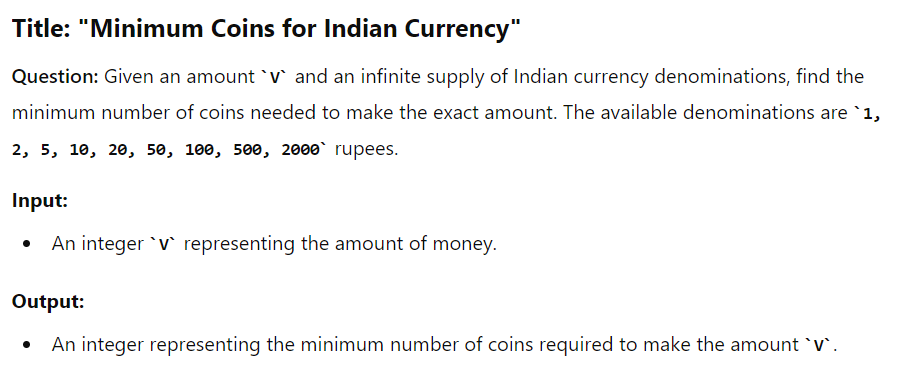 Title: "Minimum Coins for Indian Currency"
Question: Given an amount `V` and an infinite supply of Indian currency denominations, find the
minimum number of coins needed to make the exact amount. The available denominations are `1,
2, 5, 10, 20, 50, 100, 500, 2000` rupees.
Input:
• An integer `V` representing the amount of money.
Output:
• An integer representing the minimum number of coins required to make the amount `V`.